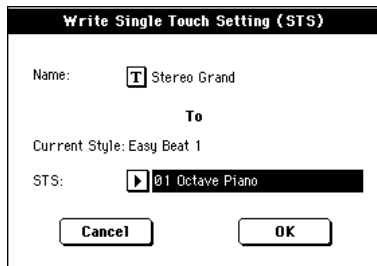 Write Single Touch Setting (STS)
Name: T Stereo Grand
To
Current Style: Easy Beat 1
STS: 01 Octave Piano
Cancel OK